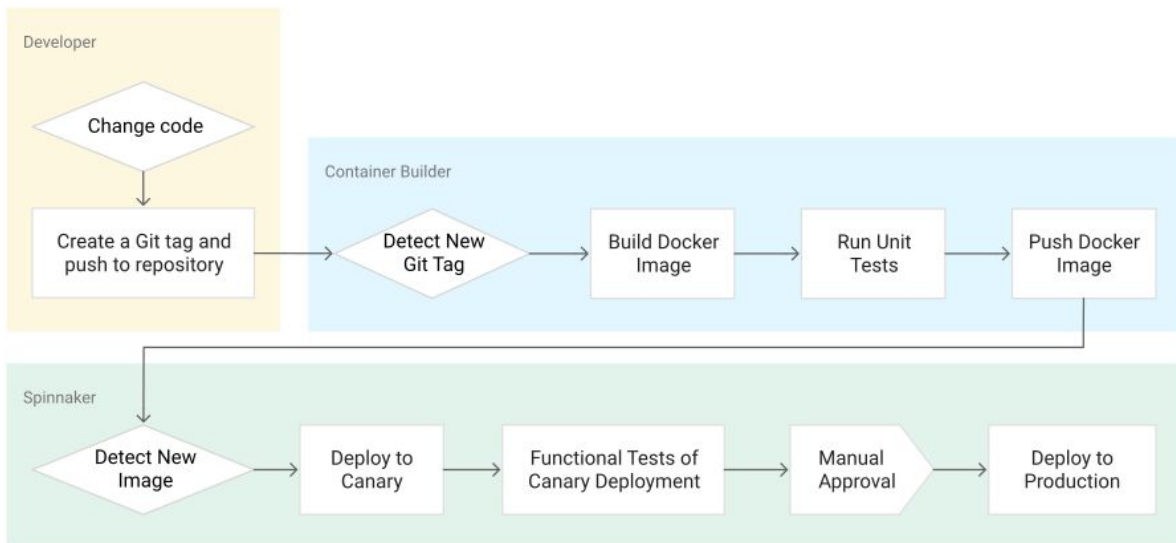 Developer
Change code
Create a Git tag and
push to repository
Container Builder
Detect New
Git Tag
Build Docker
Image
Run Unit
Tests
Push Docker
Image
Spinnaker
Detect New
Image
Deploy to
Canary
Functional Tests of
Canary Deployment
Manual
Approval
Deploy to
Production